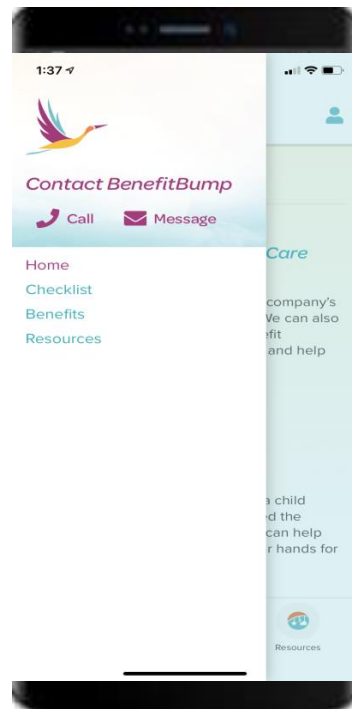 1:37
Contact BenefitBump
Call Message
Home
Checklist
Benefits
Resources
Care
company's
We can also
efit
and help
a child
ed the
can help
r hands for
Resources